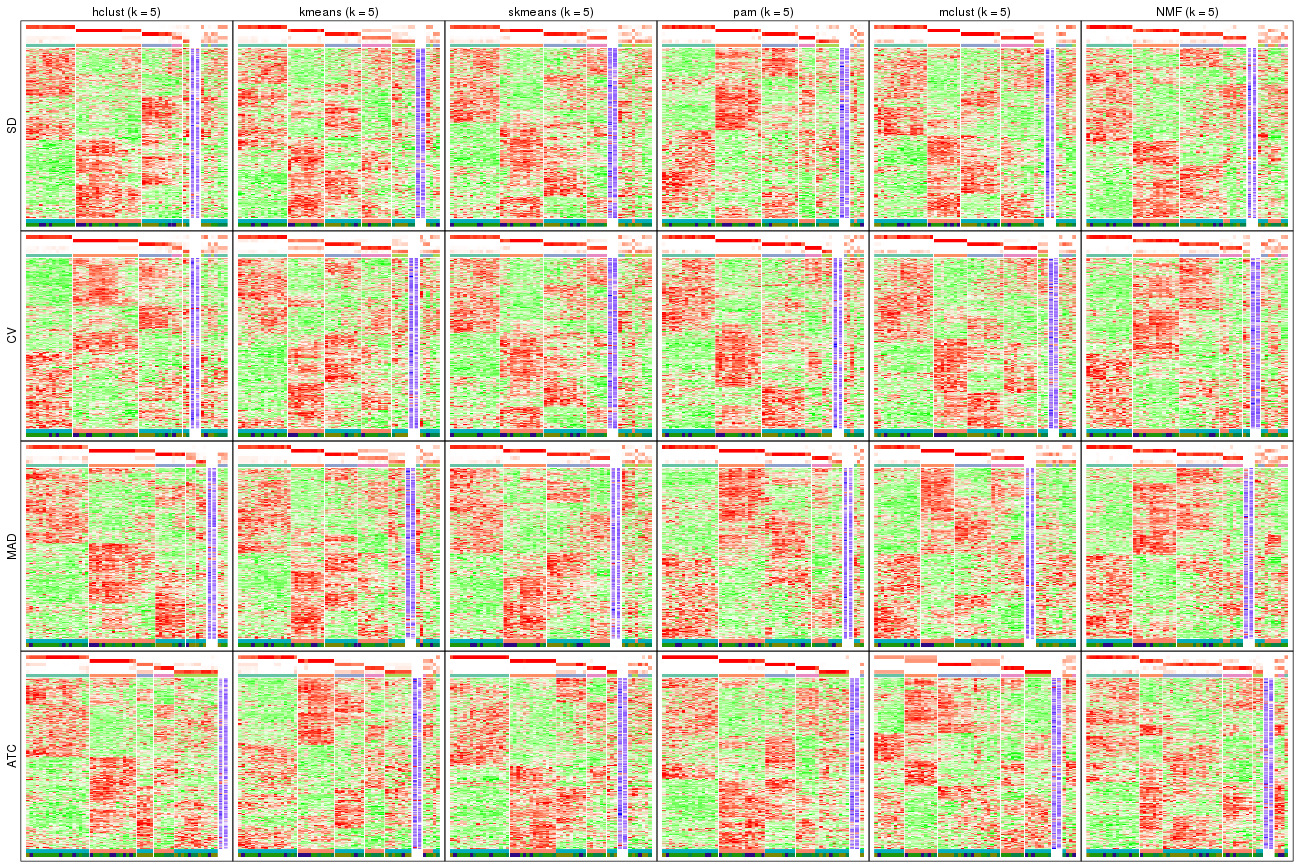 hclust (k = 5)
kmeans (k = 5)
skmeans (k = 5)
pam (k = 5)
mclust (k = 5)
NMF (k = 5)
SD
CV
MAD
ATC